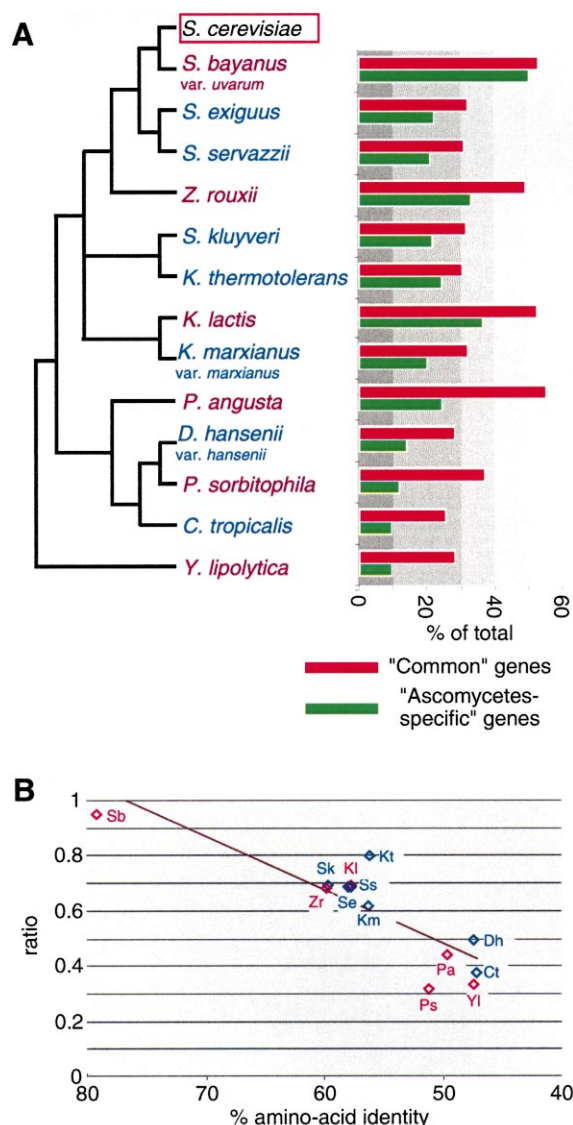 A
S. cerevisiae
S. bayanus
var. uvarum
S. exiguus
S. servazzii
Z. rouxii
S. kluyveri
K. thermotolerans
K. lactis
K. marxianus
var. marxianus
P. angusta
D. hansenii
var. hansenii
P. sorbitophila
C. tropicalis
Y. lipolytica
0 20 40 60
% of total
"Common" genes
"Ascomycetes-
specific" genes
B
1
0.8
0.6
0.4
0.2
0
ratio
Sb
Kt
Sk Kl
Ss
Zr Se
Km
Dh
Pa Ct
Ps Yl
80 70 60 50 40
% amino-acid identity